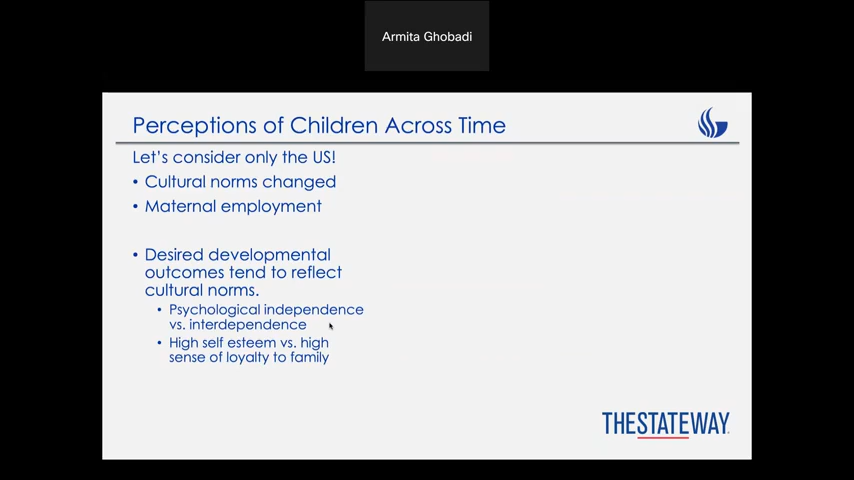 Armita Ghobadi
Perceptions of Children Across Time
Let's consider only the US!
• Cultural norms changed
• Maternal employment
• Desired developmental
outcomes tend to reflect
cultural norms.
• Psychological independence
vs. interdependence
• High self esteem vs. high
sense of loyalty to family
THESTATEWAY.